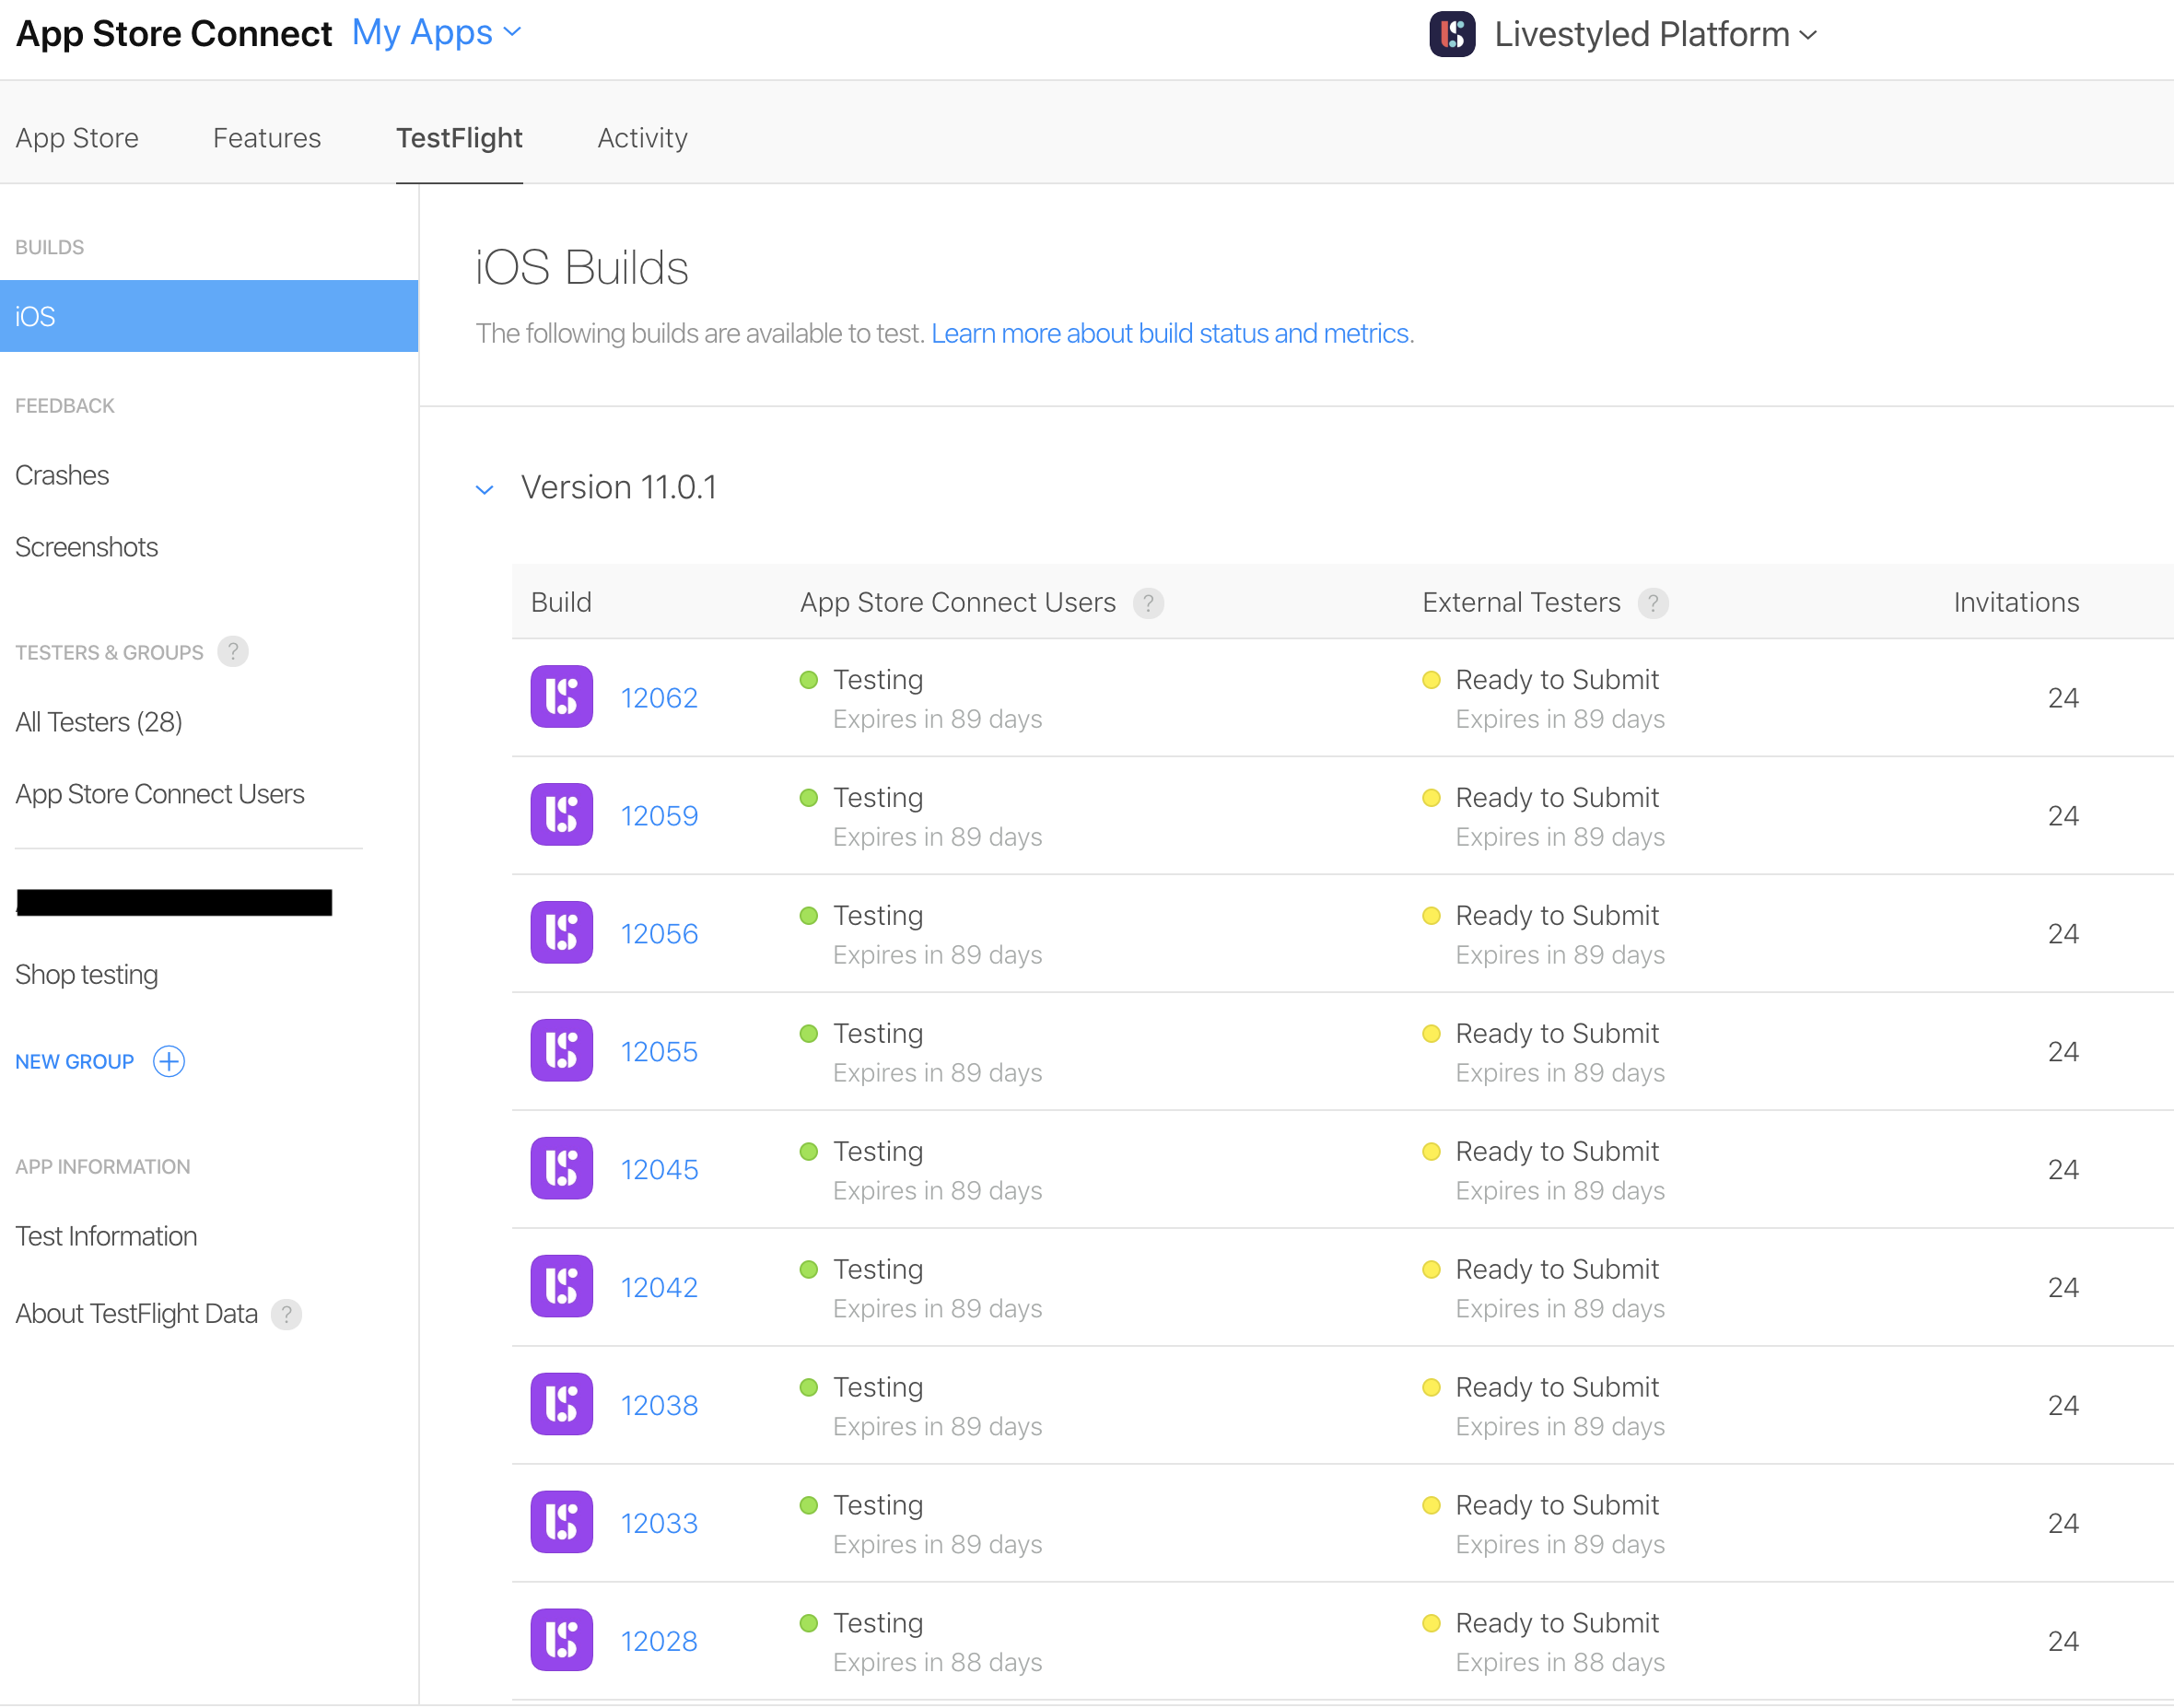 App Store Connect My Apps Livestyled Platform
App Store Features TestFlight Activity
BUILDS
iOS
FEEDBACK
Crashes
Screenshots
TESTERS & GROUPS ?
All Testers (28)
App Store Connect Users
Shop testing
NEW GROUP
APP INFORMATION
Test Information
About TestFlight Data ?
iOS Builds
The following builds are available to test. Learn more about build status and metrics.
Version 11.0.1
Build App Store Connect Users ? External Testers ? Invitations
12062 Testing Ready to Submit 24
Expires in 89 days Expires in 89 days
12059 Testing Ready to Submit 24
Expires in 89 days Expires in 89 days
12056 Testing Ready to Submit 24
Expires in 89 days Expires in 89 days
12055 Testing Ready to Submit 24
Expires in 89 days Expires in 89 days
12045 Testing Ready to Submit 24
Expires in 89 days Expires in 89 days
12042 Testing Ready to Submit 24
Expires in 89 days Expires in 89 days
12038 Testing Ready to Submit 24
Expires in 89 days Expires in 89 days
12033 Testing Ready to Submit 24
Expires in 89 days Expires in 89 days
12028 Testing Ready to Submit 24
Expires in 88 days Expires in 88 days